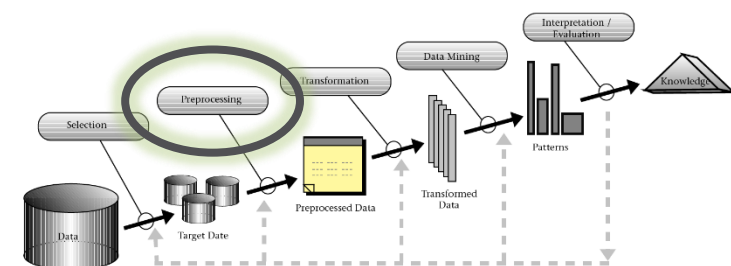 Interpretation /
Evaluation
Data Mining
Transformation
Preprocessing
Selection
Knowledge
Patterns
Transformed
Data
Preprocessed Data
Target Date
Data